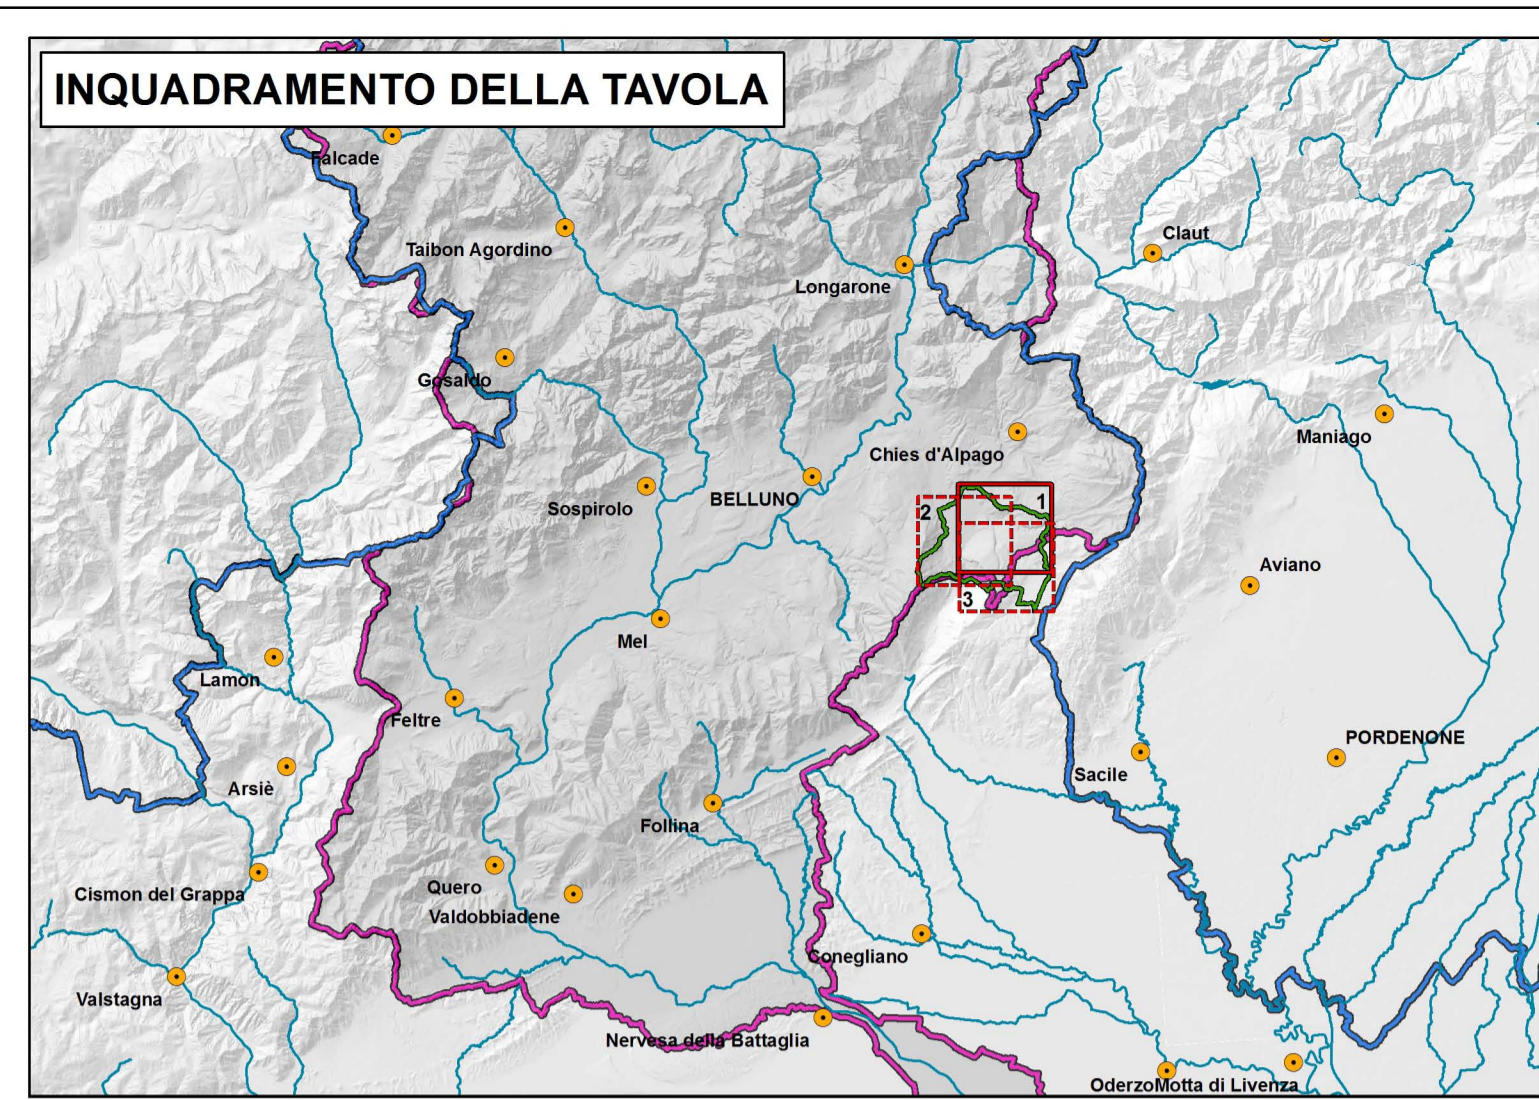 INQUADRAMENTO DELLA TAVOLA
Falcade
Taibon Agordino
Claut
Longarone
Gosaldo
Maniago
Chies d'Alpago
BELLUNO
Sospirolo
1
2
Aviano
3
Mel
Lamon
Feltre
PORDENONE
Sacile
Arsiè
Follina
Quero
Cismon del Grappa
Valdobbiadene
Conegliano
Valstagna
Nervesa della Battaglia
OderzoMotta di Livenza